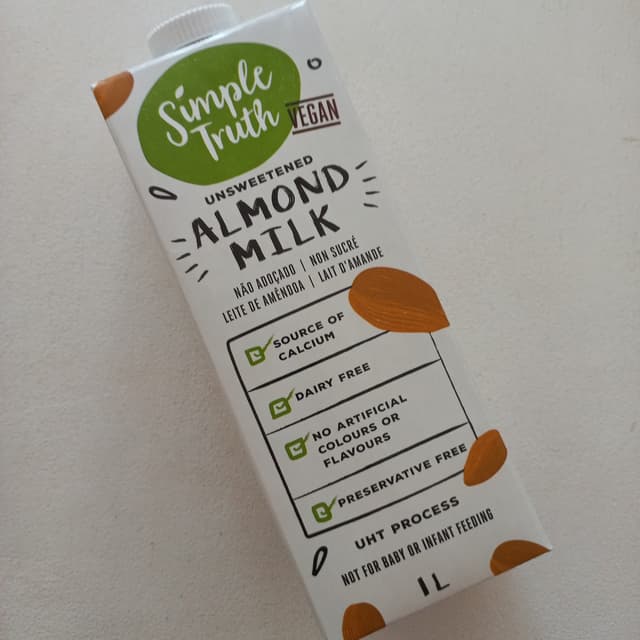 Simple
Truth
VEGAN
UNSWEETENED
ALMOND
MILK
NÃO ADOÇADO | NON SUCRÉ
LEITE DE AMÊNDOA | LAIT D'AMANDE
SOURCE OF
CALCIUM
DAIRY FREE
NO ARTIFICIAL
COLOURS OR
FLAVOURS
PRESERVATIVE FREE
UHT PROCESS
NOT FOR BABY OR INFANT FEEDING
1L